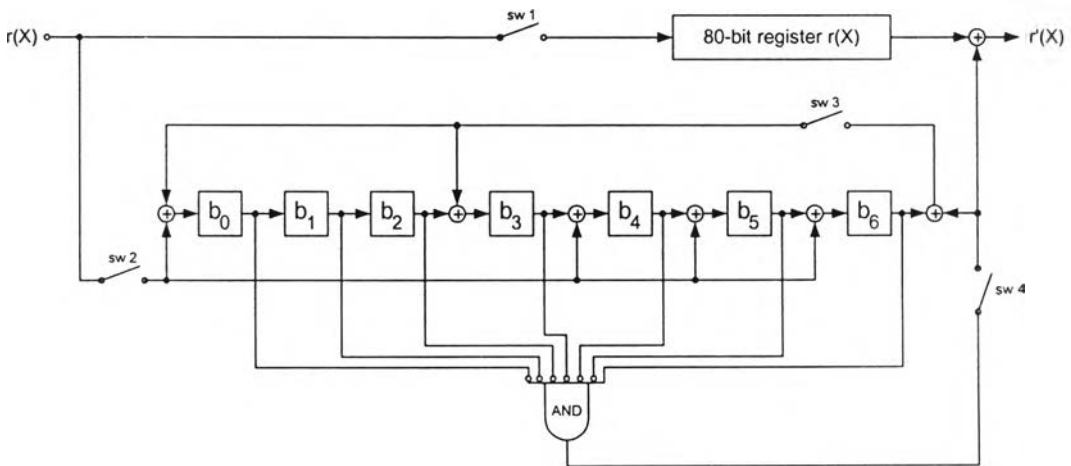 r(X)
sw 1
80-bit register r(X)
r'(X)
sw 3
b0 b1 b2 b3 b4 b5 b6
sw 2
sw 4
AND